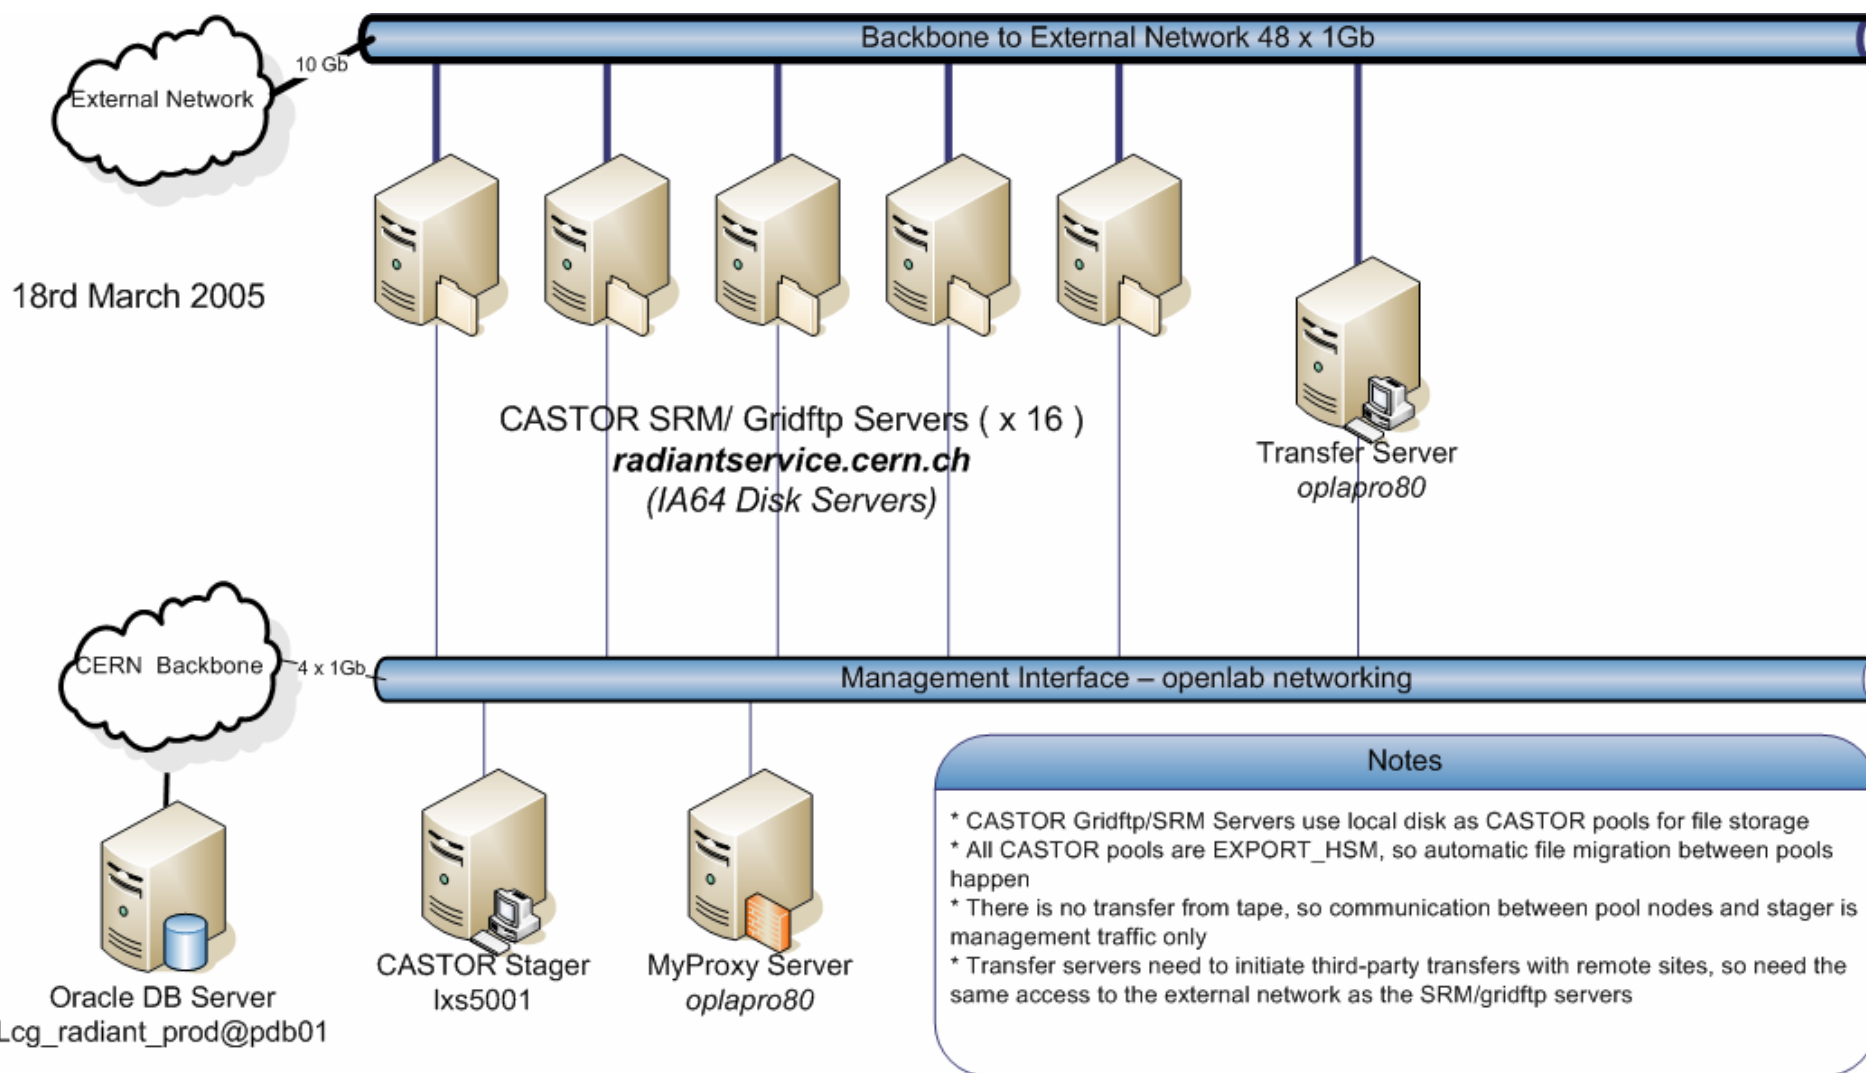 Backbone to External Network 48 x 1Gb
10 Gb
External Network
18rd March 2005
CASTOR SRM/ Gridftp Servers ( x 16 )
radiantservice.cern.ch
(IA64 Disk Servers)
Transfer Server
oplapro80
CERN Backbone
4 x 1Gb
Management Interface – openlab networking
Oracle DB Server
Lcg_radiant_prod@pdb01
CASTOR Stager
lxs5001
MyProxy Server
oplapro80
Notes
* CASTOR Gridftp/SRM Servers use local disk as CASTOR pools for file storage
* All CASTOR pools are EXPORT_HSM, so automatic file migration between pools
happen
* There is no transfer from tape, so communication between pool nodes and stager is
management traffic only
* Transfer servers need to initiate third-party transfers with remote sites, so need the
same access to the external network as the SRM/gridftp servers